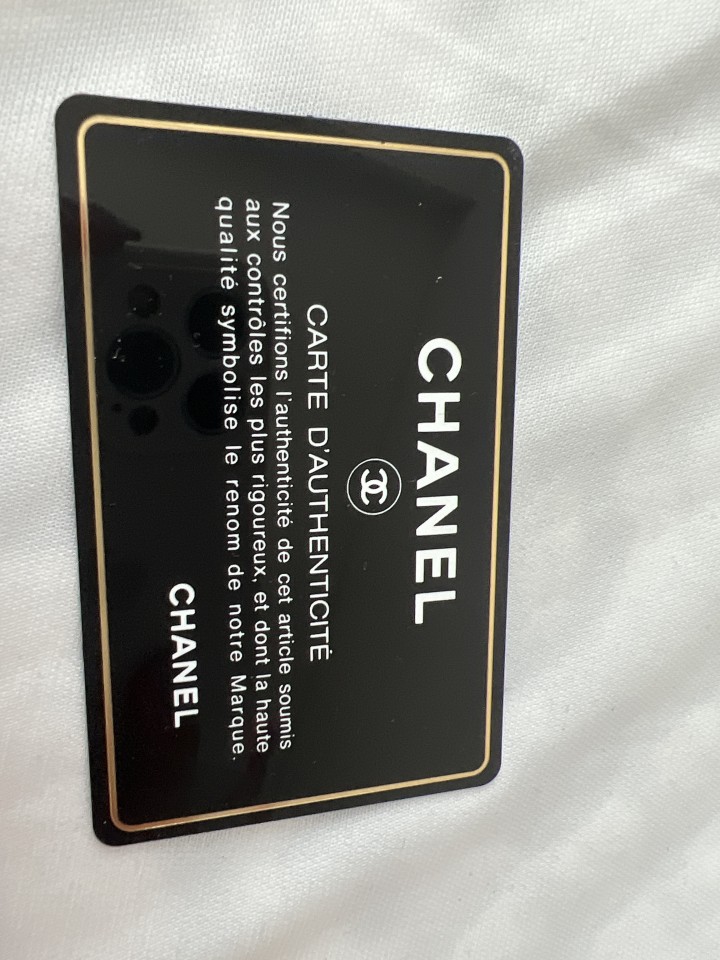 CHANEL
CARTE D'AUTHENTICITÉ
Nous certifions l'authenticité de cet article soumis
aux contrôles les plus rigoureux, et dont la haute
qualité symbolise le renom de notre Marque.
CHANEL